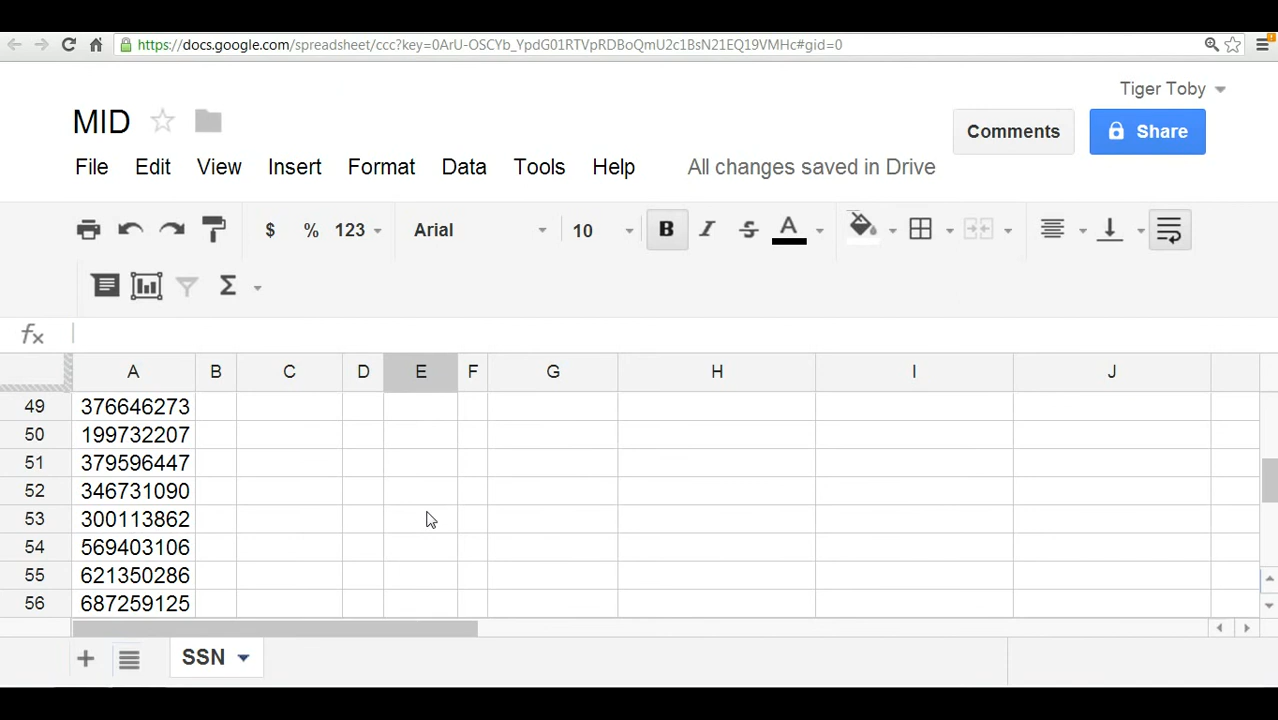 https://docs.google.com/spreadsheet/ccc?key=0ArU-OSCYb_YpdG01RTVpRDBoQmU2c1BsN21EQ19VMHc#gid=0
Tiger Toby
MID
Comments
Share
File Edit View Insert Format Data Tools Help All changes saved in Drive
$ % 123 Arial 10 B I S A
Σ
fx
A B C D E F G H I J
49 376646273
50 199732207
51 379596447
52 346731090
53 300113862
54 569403106
55 621350286
56 687259125
SSN